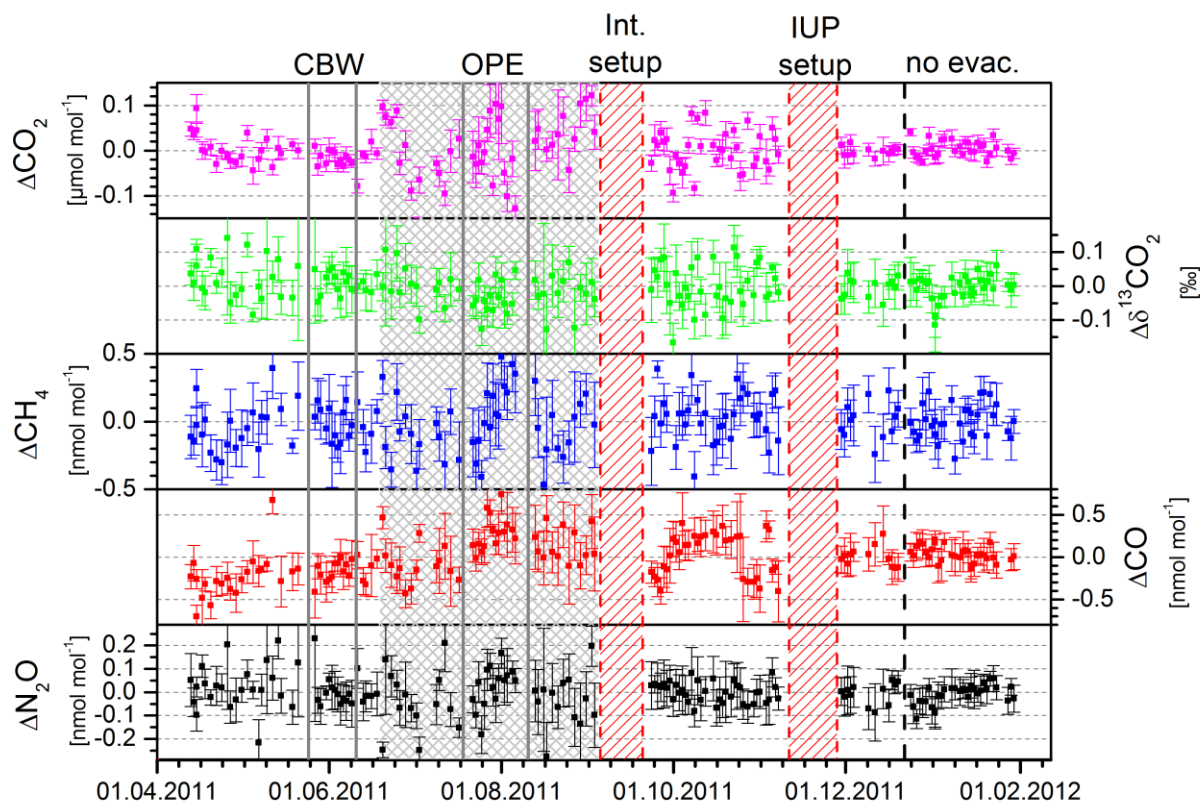 Int. setup
IUP setup
CBW
OPE
no evac.
ΔCO₂ [µmol mol⁻¹]
0.1
0.0
-0.1
0.1
0.0
-0.1
Δδ¹³CO₂ [‰]
ΔCH₄ [nmol mol⁻¹]
0.5
0.0
-0.5
0.5
0.0
-0.5
ΔCO [nmol mol⁻¹]
ΔN₂O [nmol mol⁻¹]
0.2
0.1
0.0
-0.1
-0.2
01.04.2011
01.06.2011
01.08.2011
01.10.2011
01.12.2011
01.02.2012